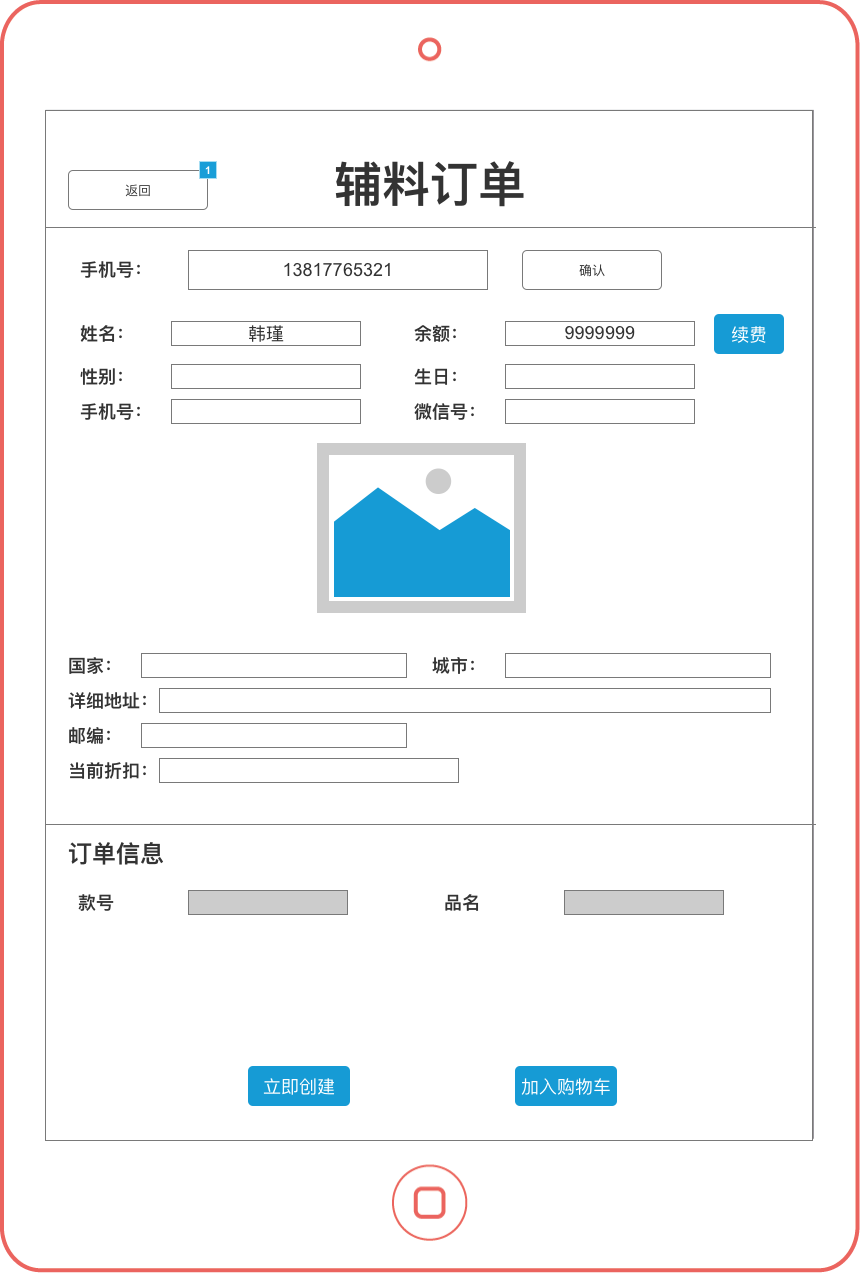 1
返回
辅料订单
手机号： 13817765321 确认
姓名： 韩瑾 余额： 9999999 续费
性别： 生日：
手机号： 微信号：
国家： 城市：
详细地址：
邮编：
当前折扣：
订单信息
款号 品名
立即创建 加入购物车